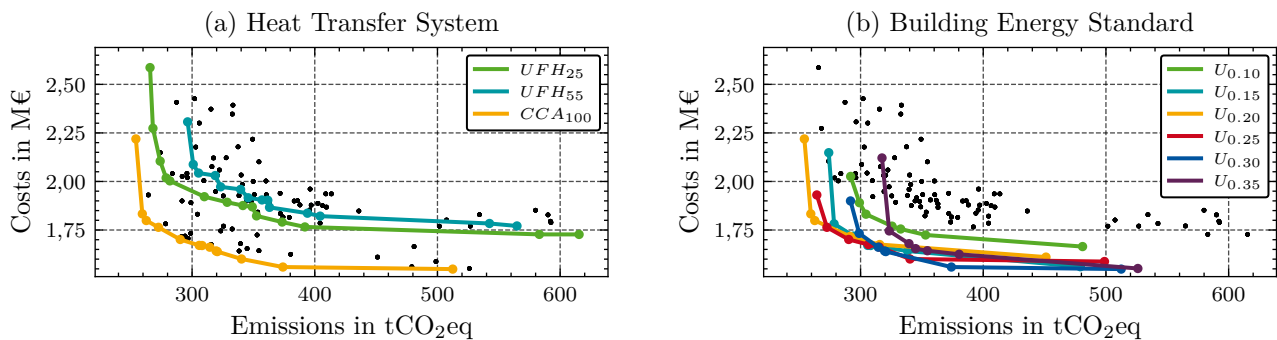 (a) Heat Transfer System
Costs in M€
2,50
2,25
2,00
1,75
300
400
500
600
Emissions in tCO₂eq
UFH₂₅
UFH₅₅
CCA₁₀₀
(b) Building Energy Standard
Costs in M€
2,50
2,25
2,00
1,75
300
400
500
600
Emissions in tCO₂eq
U₀.₁₀
U₀.₁₅
U₀.₂₀
U₀.₂₅
U₀.₃₀
U₀.₃₅